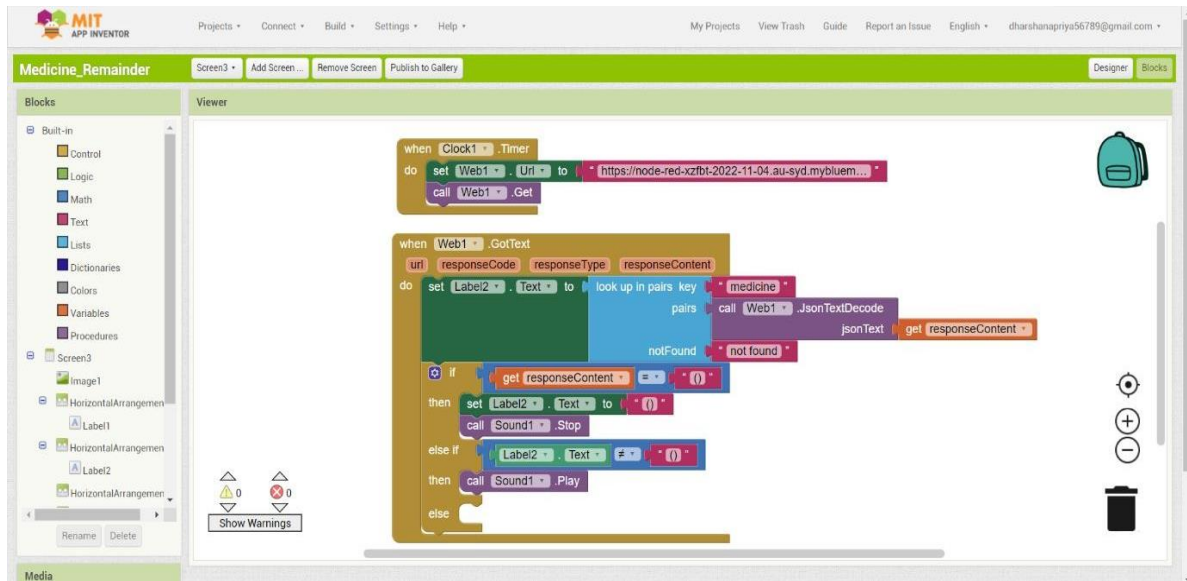 MIT
APP INVENTOR
Projects
Connect
Build
Settings
Help
My Projects
View Trash
Guide
Report an Issue
English
dharshanapriya56789@gmail.com
Medicine_Remainder
Screen3
Add Screen ...
Remove Screen
Publish to Gallery
Designer
Blocks
Blocks
Viewer
Built-in
Control
Logic
Math
Text
Lists
Dictionaries
Colors
Variables
Procedures
Screen3
Image1
HorizontalArrangemen
Label1
HorizontalArrangemen
Label2
HorizontalArrangemen
Rename
Delete
Media
when Clock1 .Timer
do set Web1 . Url to " https://node-red-xzfbt-2022-11-04.au-syd.mybluem... "
call Web1 .Get
when Web1 .GotText
url responseCode responseType responseContent
do set Label2 . Text to look up in pairs key " medicine "
pairs call Web1 .JsonTextDecode
jsonText get responseContent
notFound " not found "
if get responseContent = " () "
then set Label2 . Text to " () "
call Sound1 .Stop
else if Label2 . Text ≠ " () "
then call Sound1 .Play
else
0 0
Show Warnings